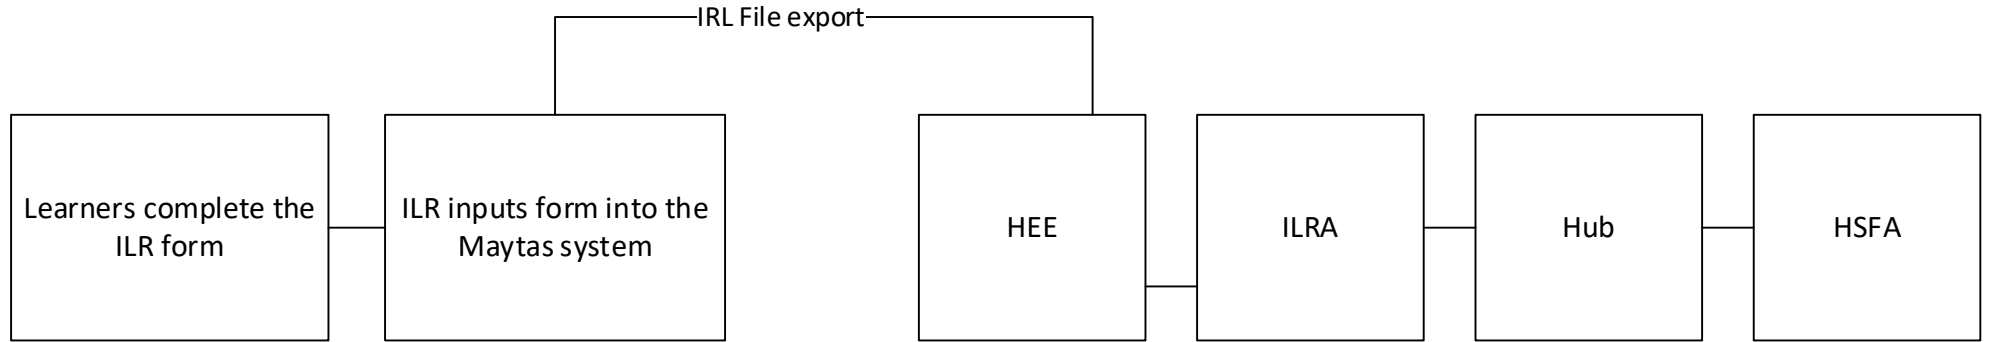 IRL File export
Learners complete the
ILR form
ILR inputs form into the
Maytas system
HEE
ILRA
Hub
HSFA